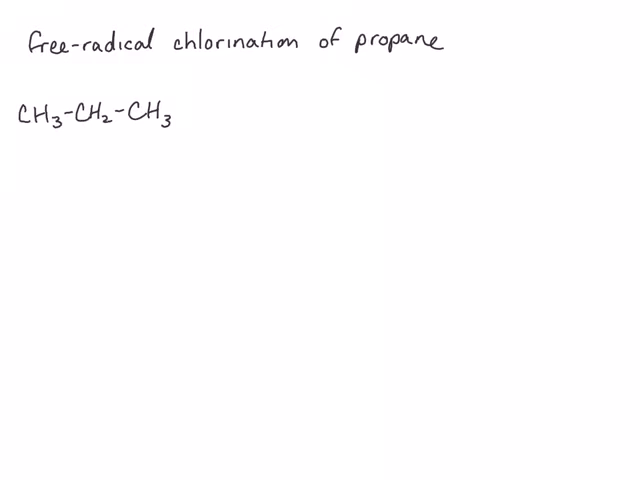 free-radical chlorination of propane
CH₃-CH₂-CH₃